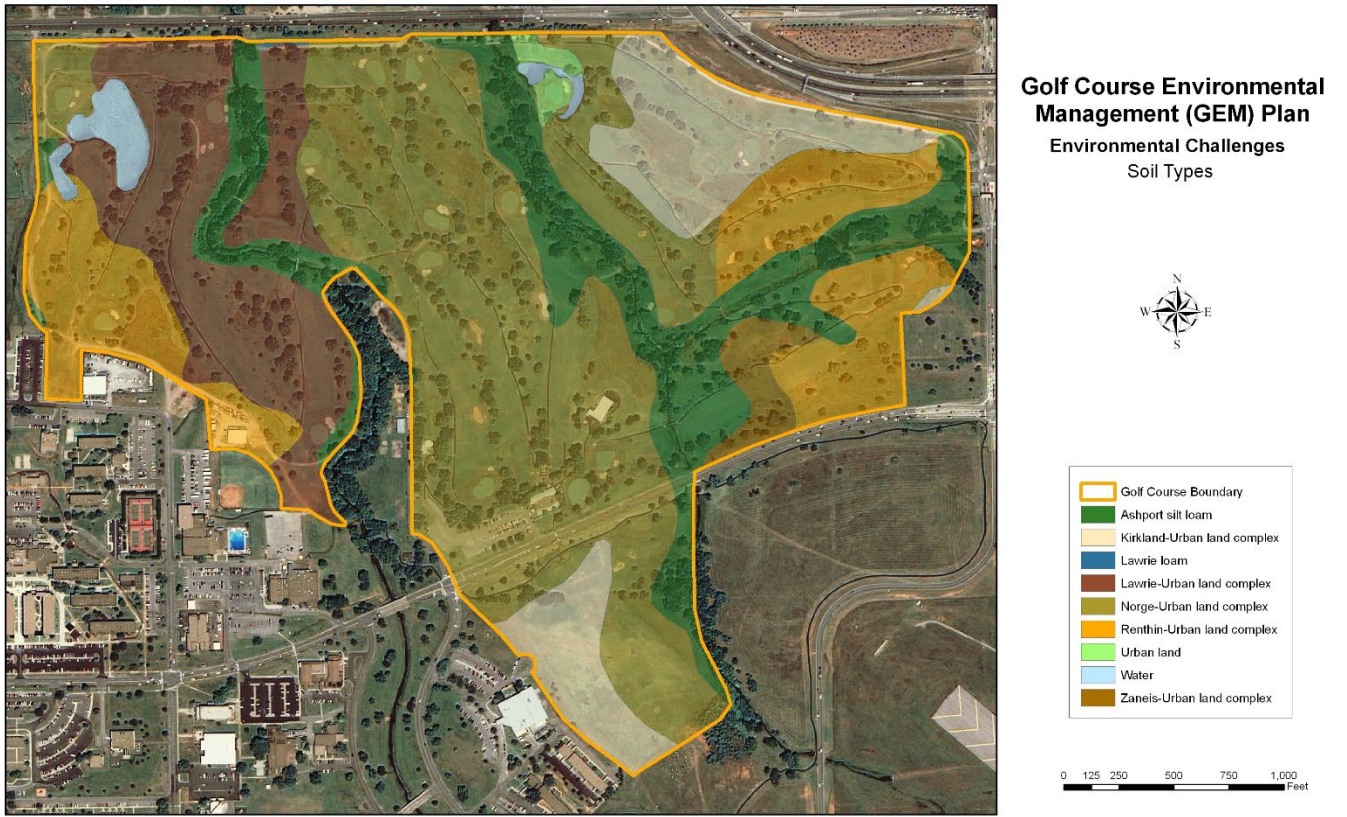 Golf Course Environmental
Management (GEM) Plan
Environmental Challenges
Soil Types
N
W E
S
Golf Course Boundary
Ashport silt loam
Kirkland-Urban land complex
Lawrie loam
Lawrie-Urban land complex
Norge-Urban land complex
Renthin-Urban land complex
Urban land
Water
Zaneis-Urban land complex
0 125 250 500 750 1,000
Feet